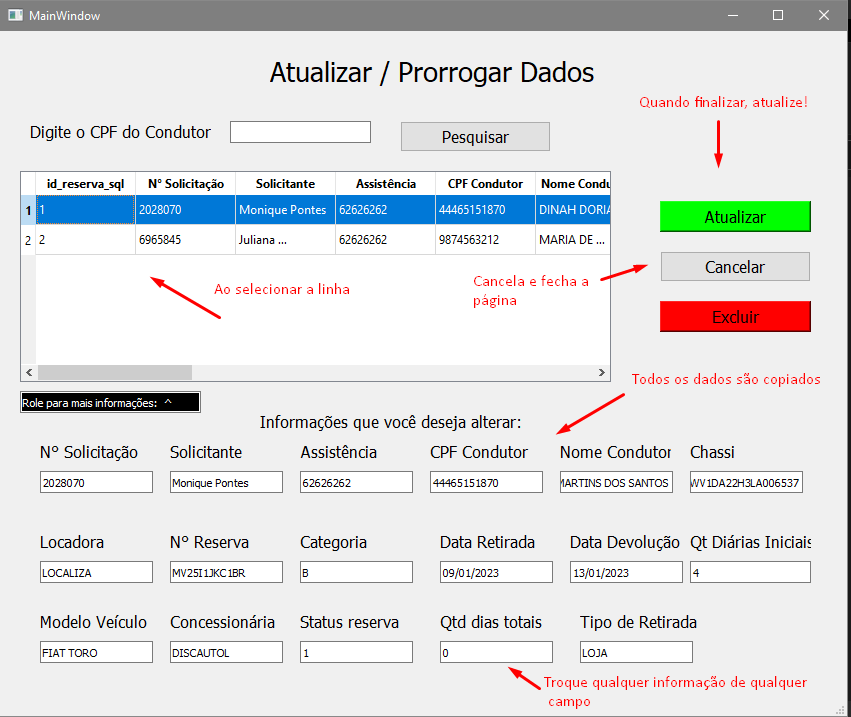 MainWindow
Atualizar / Prorrogar Dados
Quando finalizar, atualize!
Digite o CPF do Condutor
Pesquisar
id_reserva_sql N° Solicitação Solicitante Assistência CPF Condutor Nome Condu
1 1 2028070 Monique Pontes 62626262 44465151870 DINAH DORIA
2 2 6965845 Juliana ... 62626262 9874563212 MARIA DE ...
Atualizar
Cancelar
Excluir
Ao selecionar a linha
Cancela e fecha a
página
Todos os dados são copiados
Role para mais informações: ^
Informações que você deseja alterar:
N° Solicitação Solicitante Assistência CPF Condutor Nome Condutor Chassi
2028070 Monique Pontes 62626262 44465151870 MARTINS DOS SANTOS WV1DA22H3LA006537
Locadora N° Reserva Categoria Data Retirada Data Devolução Qt Diárias Iniciais
LOCALIZA MV25I1JKC1BR B 09/01/2023 13/01/2023 4
Modelo Veículo Concessionária Status reserva Qtd dias totais Tipo de Retirada
FIAT TORO DISCAUTOL 1 0 LOJA
Troque qualquer informação de qualquer
campo